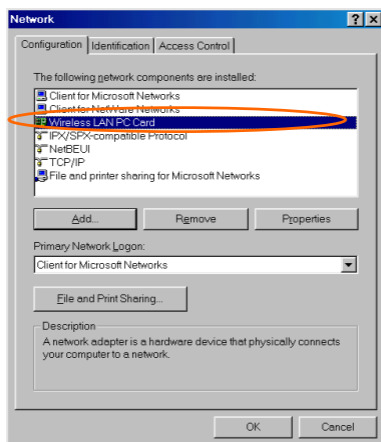 Network
? ×
Configuration Identification Access Control
The following network components are installed:
Client for Microsoft Networks
Client for NetWare Networks
Wireless LAN PC Card
IPX/SPX-compatible Protocol
NetBEUI
TCP/IP
File and printer sharing for Microsoft Networks
Add... Remove Properties
Primary Network Logon:
Client for Microsoft Networks
File and Print Sharing...
Description
A network adapter is a hardware device that physically connects
your computer to a network.
OK Cancel